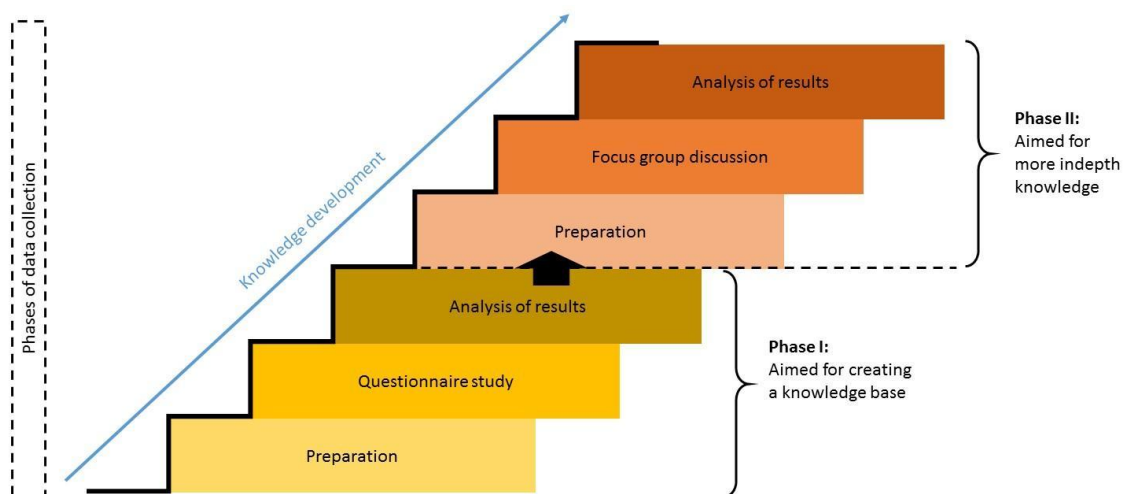 Phases of data collection
Knowledge development
Analysis of results
Focus group discussion
Preparation
Phase II:
Aimed for
more indepth
knowledge
Analysis of results
Questionnaire study
Preparation
Phase I:
Aimed for creating
a knowledge base